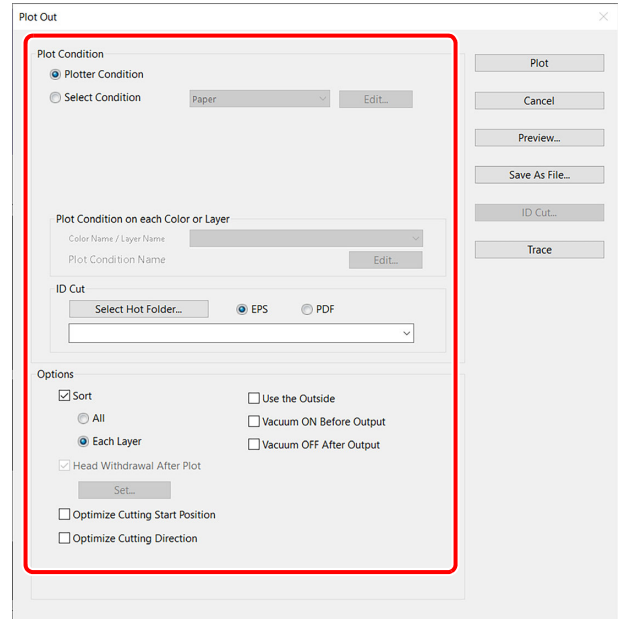 Plot Out
Plot Condition
Plotter Condition
Select Condition
Paper
Edit...
Plot Condition on each Color or Layer
Color Name / Layer Name
Plot Condition Name
Edit...
ID Cut
Select Hot Folder...
EPS
PDF
Options
Sort
All
Each Layer
Head Withdrawal After Plot
Set...
Optimize Cutting Start Position
Optimize Cutting Direction
Use the Outside
Vacuum ON Before Output
Vacuum OFF After Output
Plot
Cancel
Preview...
Save As File...
ID Cut...
Trace